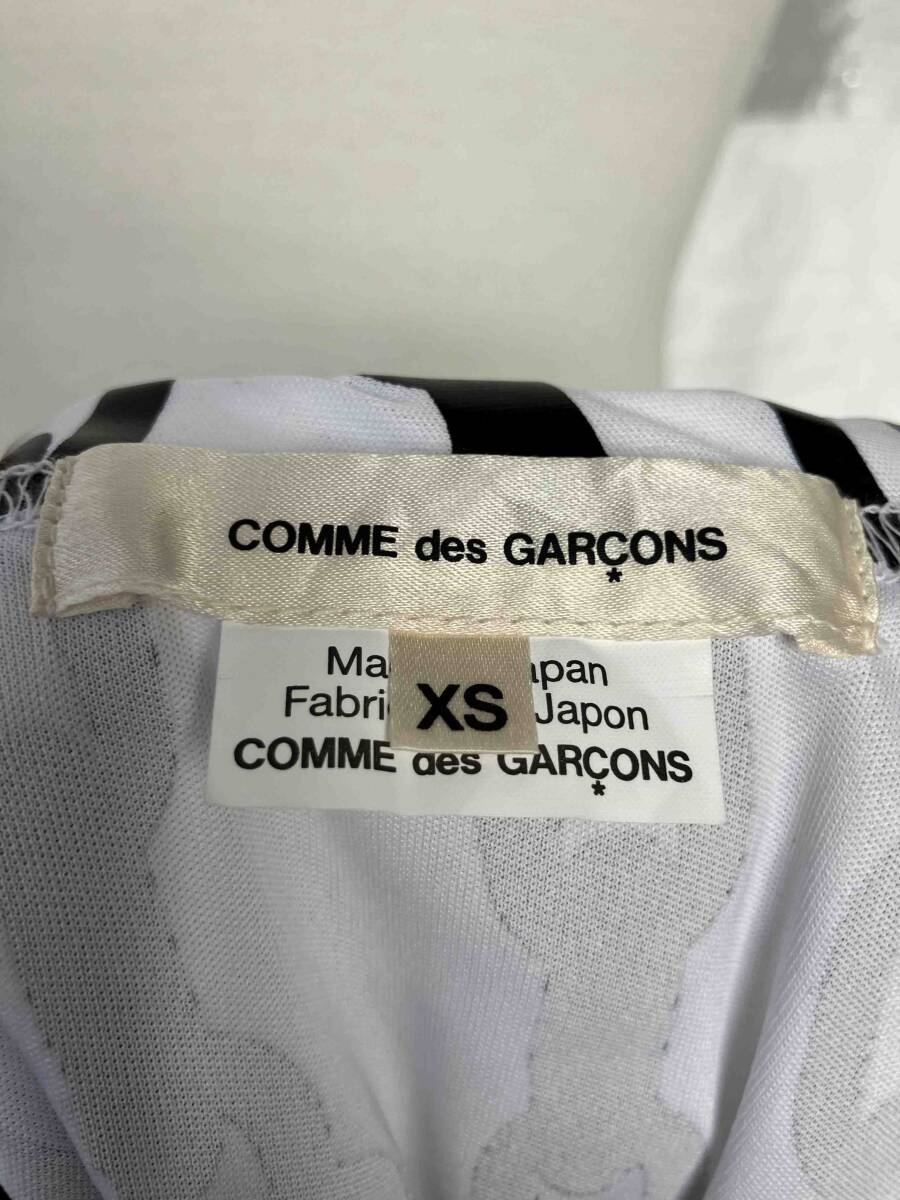 COMME des GARÇONS
*
Ma apan
XS
Fabri Japon
COMME des GARÇONS
*